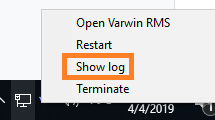 Open Varwin RMS
Restart
Show log
Terminate
4/4/2019